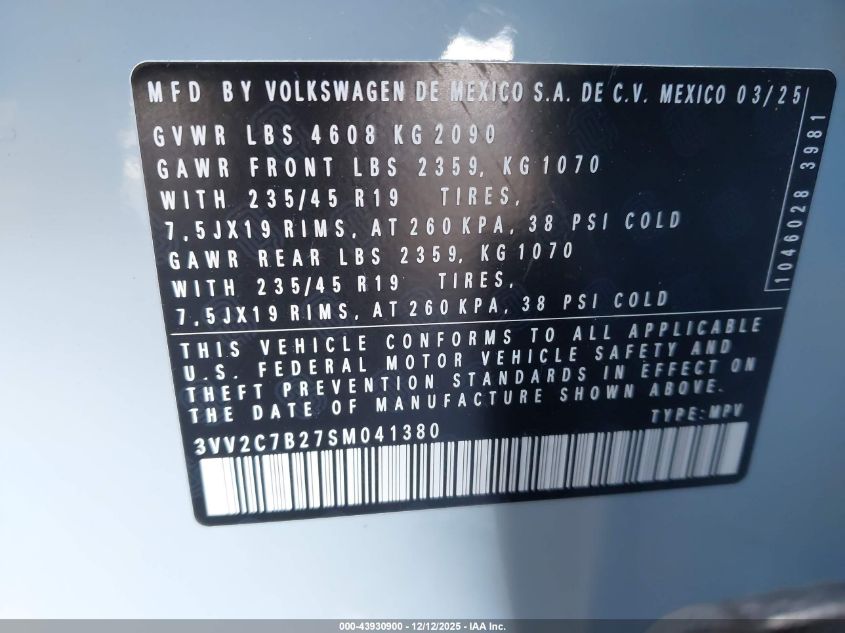 MFD BY VOLKSWAGEN DE MEXICO S.A. DE C.V. MEXICO 03/25
GVWR LBS 4608 KG 2090
GAWR FRONT LBS 2359, KG 1070
WITH 235/45 R19 TIRES,
7,5JX19 RIMS, AT 260 KPA, 38 PSI COLD
GAWR REAR LBS 2359, KG 1070
WITH 235/45 R19 TIRES,
7,5JX19 RIMS, AT 260 KPA, 38 PSI COLD
1046028 3981
THIS VEHICLE CONFORMS TO ALL APPLICABLE
U.S. FEDERAL MOTOR VEHICLE SAFETY AND
THEFT PREVENTION STANDARDS IN EFFECT ON
THE DATE OF MANUFACTURE SHOWN ABOVE.
TYPE: MPV
3VV2C7B27SM041380
000-43930900 - 12/12/2025 - IAA Inc.